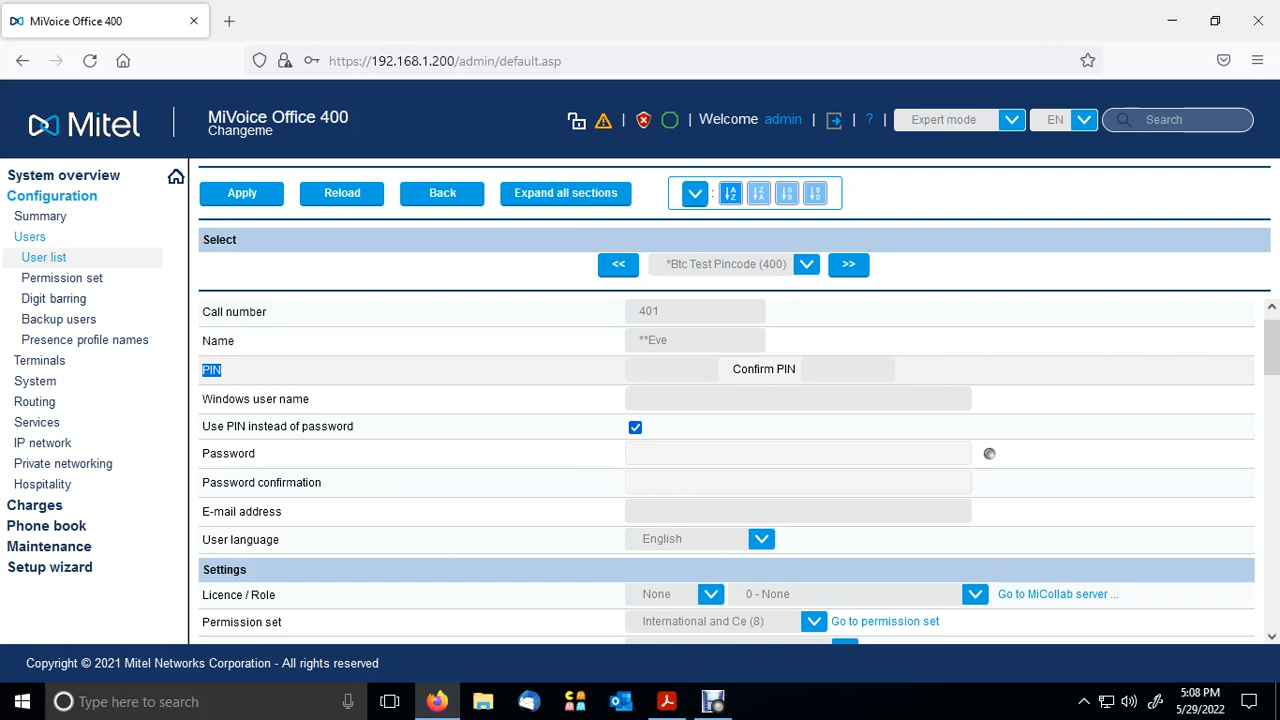 MiVoice Office 400
https://192.168.1.200/admin/default.asp
Mitel
MiVoice Office 400
Changeme
Welcome admin
?
Expert mode
EN
Search
System overview
Configuration
Summary
Users
User list
Permission set
Digit barring
Backup users
Presence profile names
Terminals
System
Routing
Services
IP network
Private networking
Hospitality
Charges
Phone book
Maintenance
Setup wizard
Apply
Reload
Back
Expand all sections
:
Select
<<
*Btc Test Pincode (400)
>>
Call number 401
Name **Eve
PIN Confirm PIN
Windows user name
Use PIN instead of password
Password
Password confirmation
E-mail address
User language English
Settings
Licence / Role None 0 - None Go to MiCollab server ...
Permission set International and Ce (8) Go to permission set
Copyright © 2021 Mitel Networks Corporation - All rights reserved
Type here to search
5:08 PM
5/29/2022